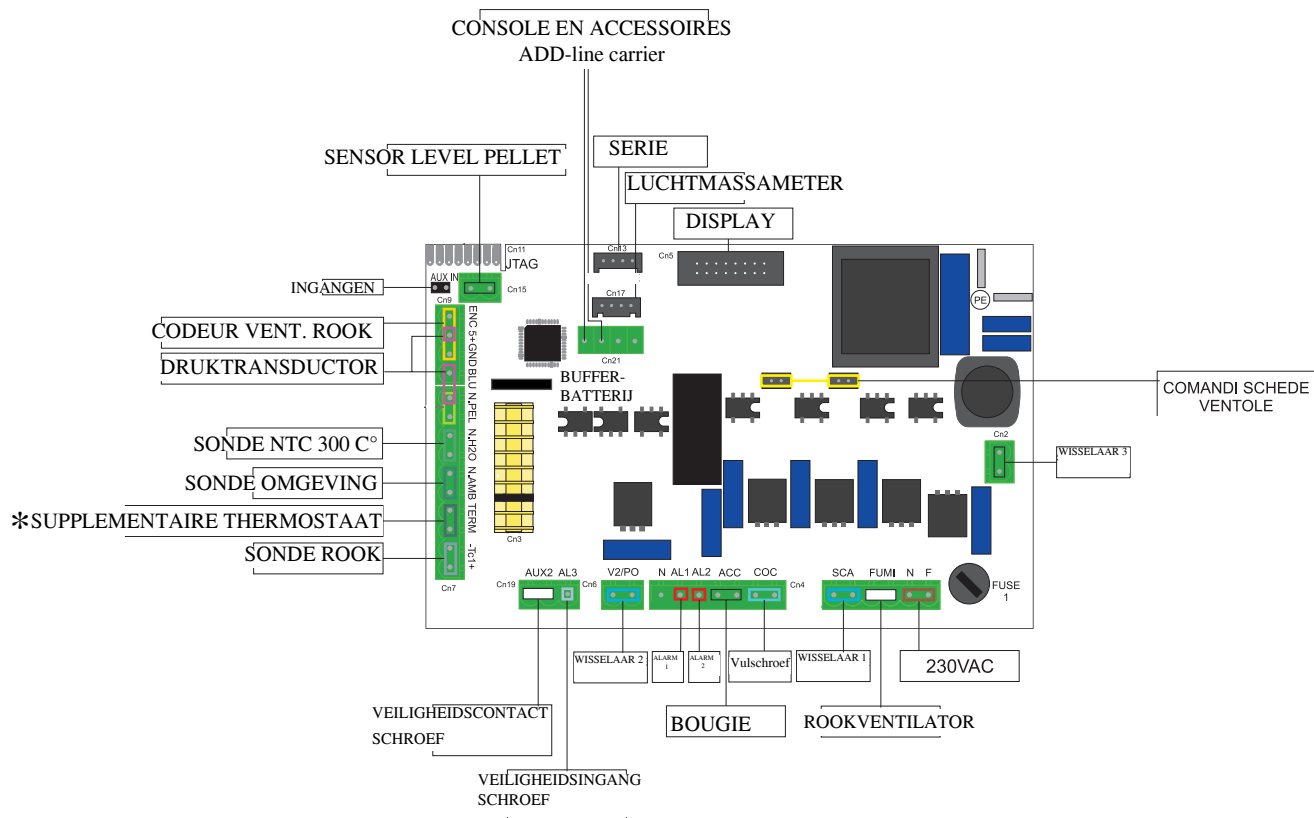 CONSOLE EN ACCESSOIRES
ADD-line carrier
SERIE
SENSOR LEVEL PELLET
LUCHTMASSAMETER
DISPLAY
Cn11
JTAG
Cn13
Cn5
AUX IN
INGANGEN
Cn15
Cn9
Cn17
PE
CODEUR VENT. ROOK
DRUKTRANSDUCTOR
ENC 5+GND BLU N.PEL N.H2O N.AMB TERM -Tc1+
Cn21
BUFFER-
BATTERIJ
COMANDI SCHEDE
VENTOLE
SONDE NTC 300 C°
Cn2
WISSELAAR 3
SONDE OMGEVING
*SUPPLEMENTAIRE THERMOSTAAT
Cn3
SONDE ROOK
Cn7
Cn19
AUX2 AL3
Cn6
V2/PO
N AL1 AL2 ACC COC
Cn4
SCA FUMI N F
FUSE
1
WISSELAAR 2
ALARM
1
ALARM
2
Vulschroef
WISSELAAR 1
230VAC
VEILIGHEIDSCONTACT
SCHROEF
BOUGIE
ROOKVENTILATOR
VEILIGHEIDSINGANG
SCHROEF